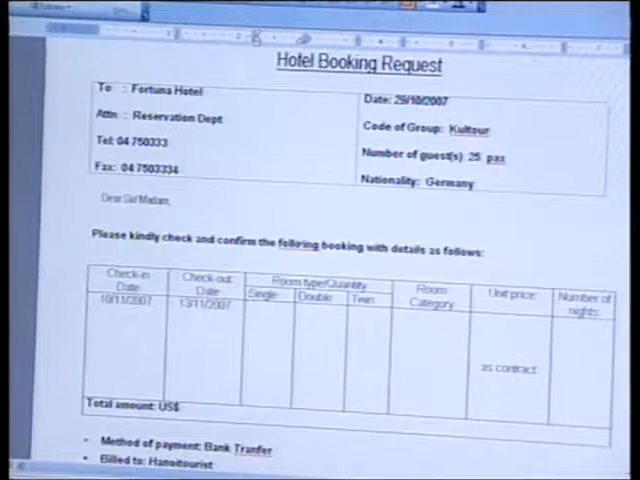 Hotel Booking Request
To : Fortuna Hotel
Date: 29/10/2007
Attn : Reservation Dept
Code of Group: Kultour
Tel: 04 750333
Number of guest(s) 25 pax
Fax: 04 7503334
Nationality: Germany
Dear Sir/ Madam,
Please kindly check and confirm the folloring booking with details as follows:
Check-in Date
Check-out Date
Room type/Quantity
Single
Double
Twin
Room Category
Unit price
Number of nights
10/11/2007
13/11/2007
as contract
Total amount: US$
- Method of payment: Bank Tranfer
- Billed to: Hanoitourist